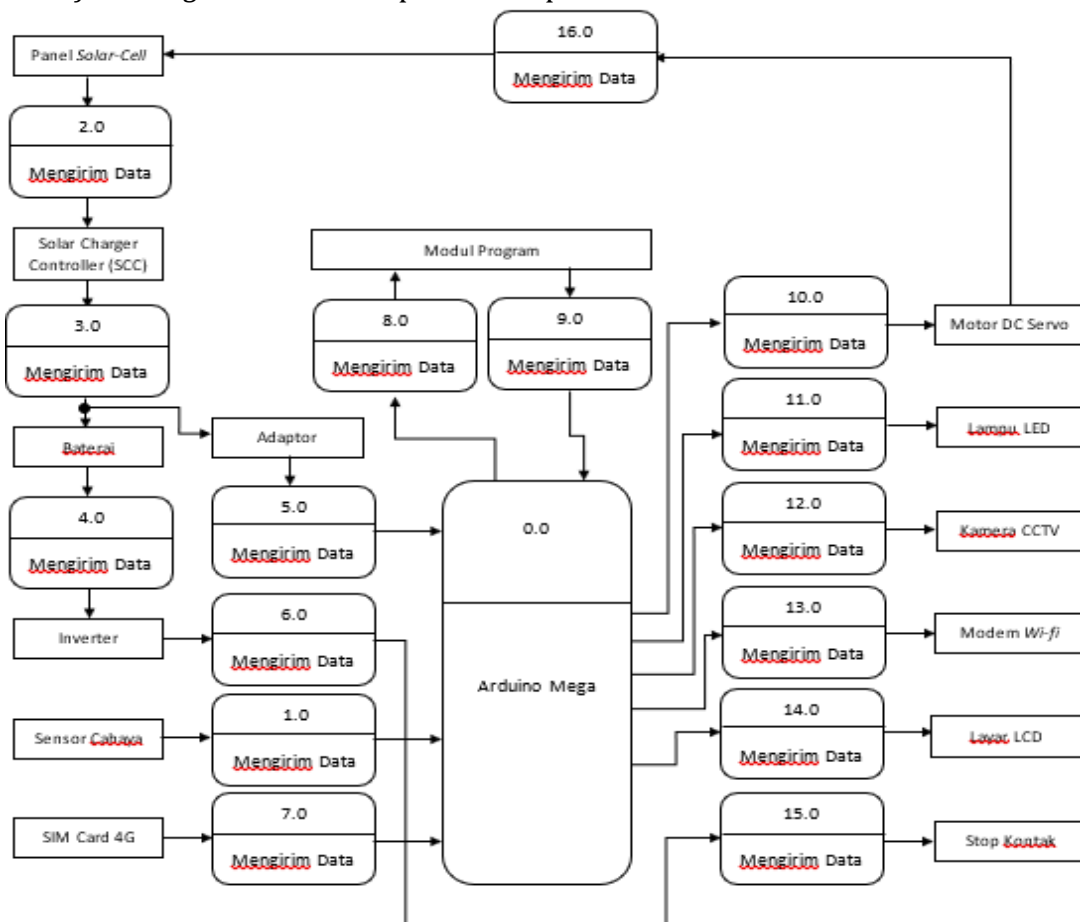 16.0
Mengirim Data
Panel Solar-Cell
2.0
Mengirim Data
Solar Charger
Controller (SCC)
3.0
Mengirim Data
Baterai
4.0
Mengirim Data
Inverter
Sensor Cahaya
SIM Card 4G
Adaptor
5.0
Mengirim Data
6.0
Mengirim Data
1.0
Mengirim Data
7.0
Mengirim Data
Modul Program
8.0
Mengirim Data
9.0
Mengirim Data
0.0
Arduino Mega
10.0
Mengirim Data
Motor DC Servo
11.0
Mengirim Data
Lampu LED
12.0
Mengirim Data
Kamera CCTV
13.0
Mengirim Data
Modem Wi-fi
14.0
Mengirim Data
Layar LCD
15.0
Mengirim Data
Stop Kontak